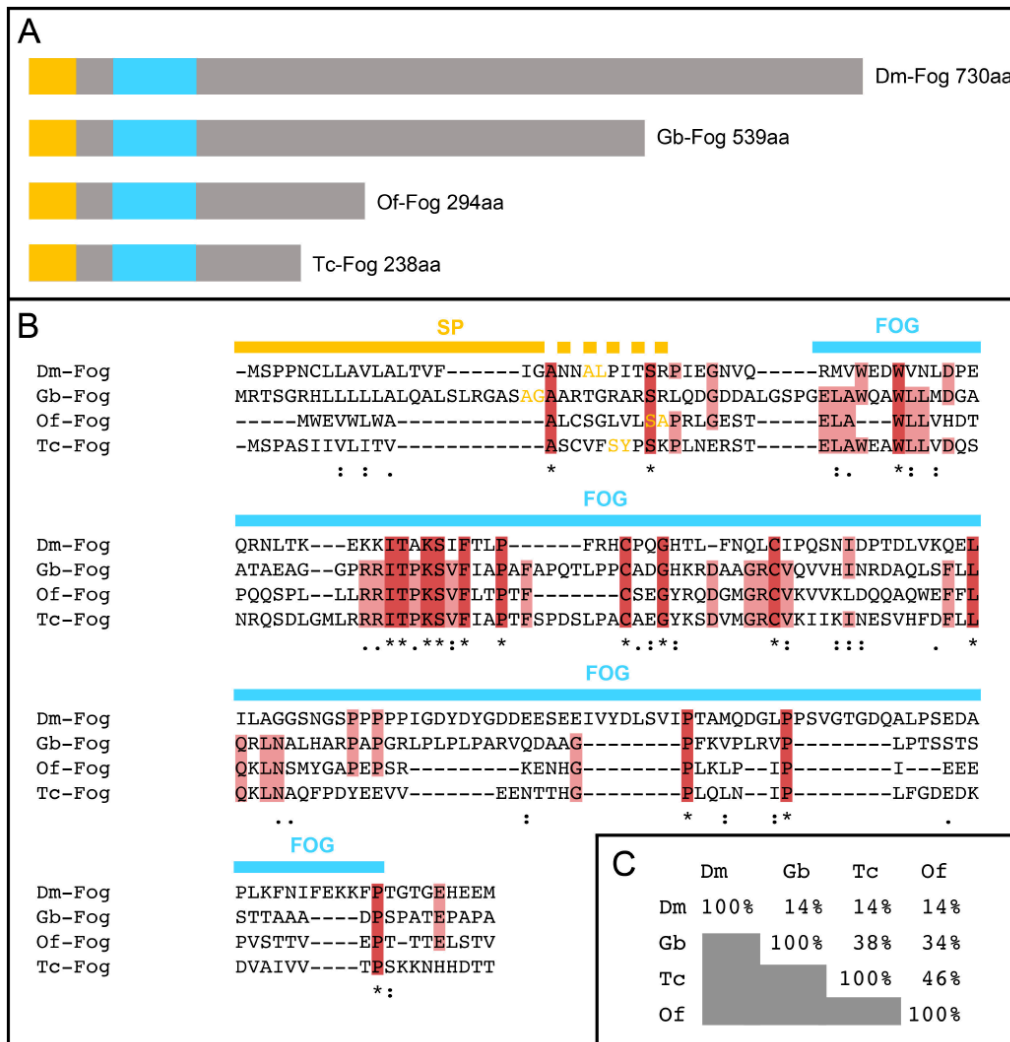 A
Dm-Fog 730aa
Gb-Fog 539aa
Of-Fog 294aa
Tc-Fog 238aa
B
SP FOG
Dm-Fog -MSPPNCLLAVLALTVF------IGANNALPITSRPIEGNVQ-----RMVWEDWVNLDPE
Gb-Fog MRTSGRHLLLLLALQALSLRGASAGAARTGRARSRLQDGDDALGSPGELAWQAWLLMDGA
Of-Fog -----MWEVWLWA------------ALCSGLVLSAPRLGEST-----ELA---WLLVHDT
Tc-Fog -MSPASIIVLITV------------ASCVFSYPSKPLNERST-----ELAWEAWLLVDQS
: : . * * :. *: :
FOG
Dm-Fog QRNLTK---EKKITAKSIFTLP------FRHCPQGHTL-FNQLCIPQSNIDPTDLVKQEL
Gb-Fog ATAEAG--GPRRITPKSVFIAPAFAPQTLPPCADGHKRDAAGRCVQVVHINRDAQLSFLL
Of-Fog PQQSPL--LLRRITPKSVFLTPTF-------CSEGYRQDGMGRCVKVVKLDQQAQWEFFL
Tc-Fog NRQSDLGMLRRRITPKSVFIAPTFSPDSLPACAEGYKSDVMGRCVKIIKINESVHFDFLL
..** **:* * *.:*: *: ::: . *
FOG
Dm-Fog ILAGGSNGSPPPPPPIGDYDYGDDEESEEIVYDLSVIPTAMQDGLPPSVGTGDQALPSEDA
Gb-Fog QRLNALHARPAPGRLPLPLPARVQDAAG---------PFKVPLRVP--------LPTSSTS
Of-Fog QKLNSMYGAPEPSR-------KENHG---------PLKLP--IP--------I----EEE
Tc-Fog QKLNAQFPDYEEVV------EENTTHG---------PLQLN--IP--------LFGDEDK
.. : * : :* .
FOG
Dm-Fog PLKFNIFEKKFPTGTGEHEEM
Gb-Fog STTAAA----DPSPATEPAPA
Of-Fog PVSTTV----EPT-TTELSTV
Tc-Fog DVAIVV----TPSKKNHHDTT
*:
C
Dm Gb Tc Of
Dm 100% 14% 14% 14%
Gb 100% 38% 34%
Tc 100% 46%
Of 100%